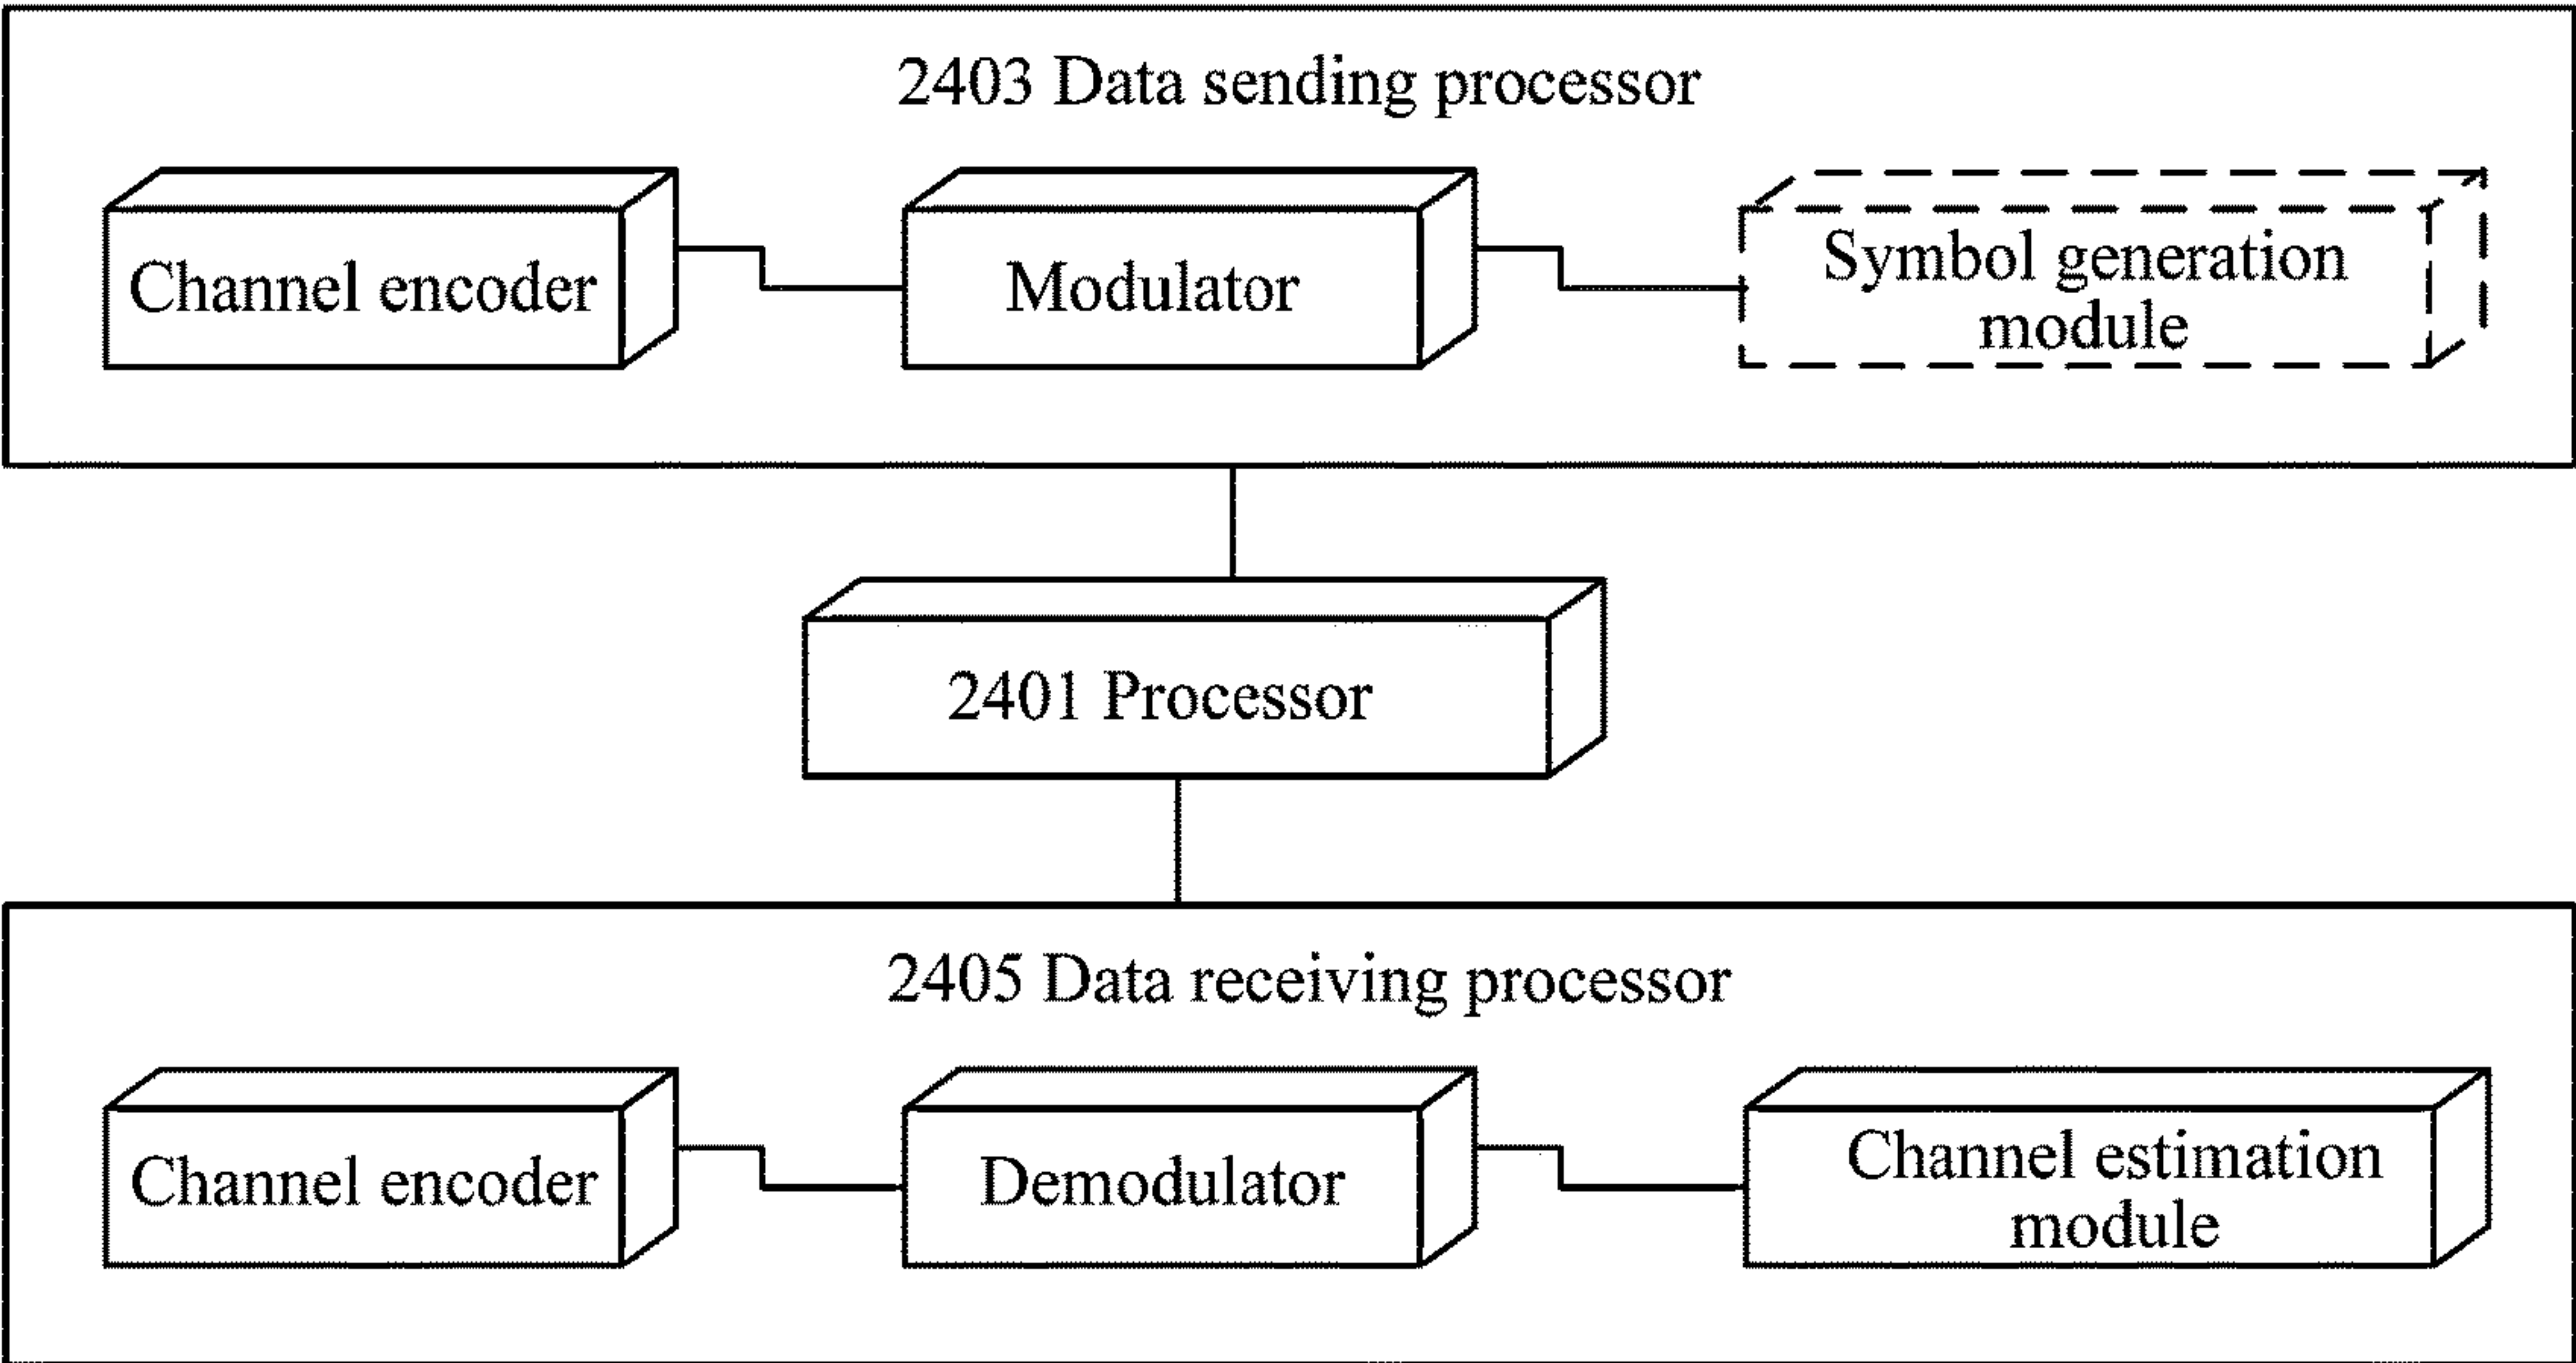 2403 Data sending processor
Channel encoder
Modulator
Symbol generation
module
2401 Processor
2405 Data receiving processor
Channel encoder
Demodulator
Channel estimation
module